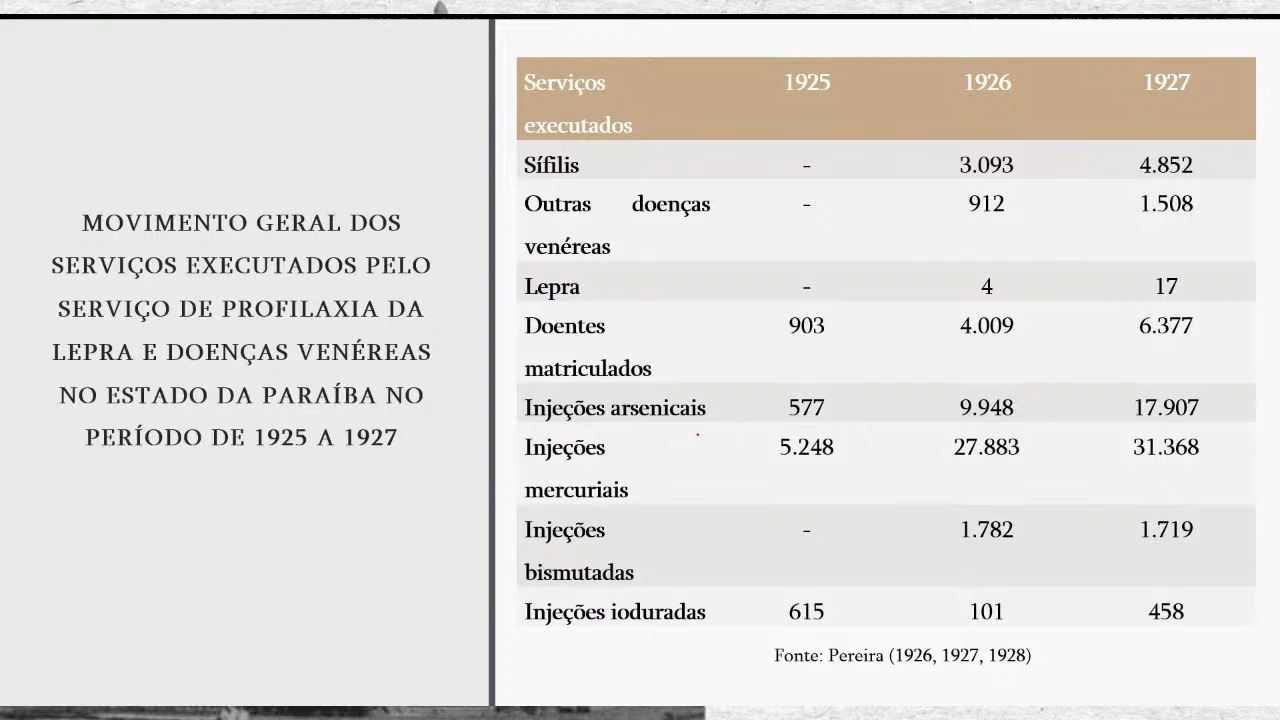 MOVIMENTO GERAL DOS
SERVIÇOS EXECUTADOS PELO
SERVIÇO DE PROFILAXIA DA
LEPRA E DOENÇAS VENÉREAS
NO ESTADO DA PARAÍBA NO
PERÍODO DE 1925 A 1927
Serviços 1925 1926 1927
executados
Sífilis - 3.093 4.852
Outras doenças - 912 1.508
venéreas
Lepra - 4 17
Doentes 903 4.009 6.377
matriculados
Injeções arsenicais 577 9.948 17.907
Injeções 5.248 27.883 31.368
mercuriais
Injeções - 1.782 1.719
bismutadas
Injeções ioduradas 615 101 458
Fonte: Pereira (1926, 1927, 1928)